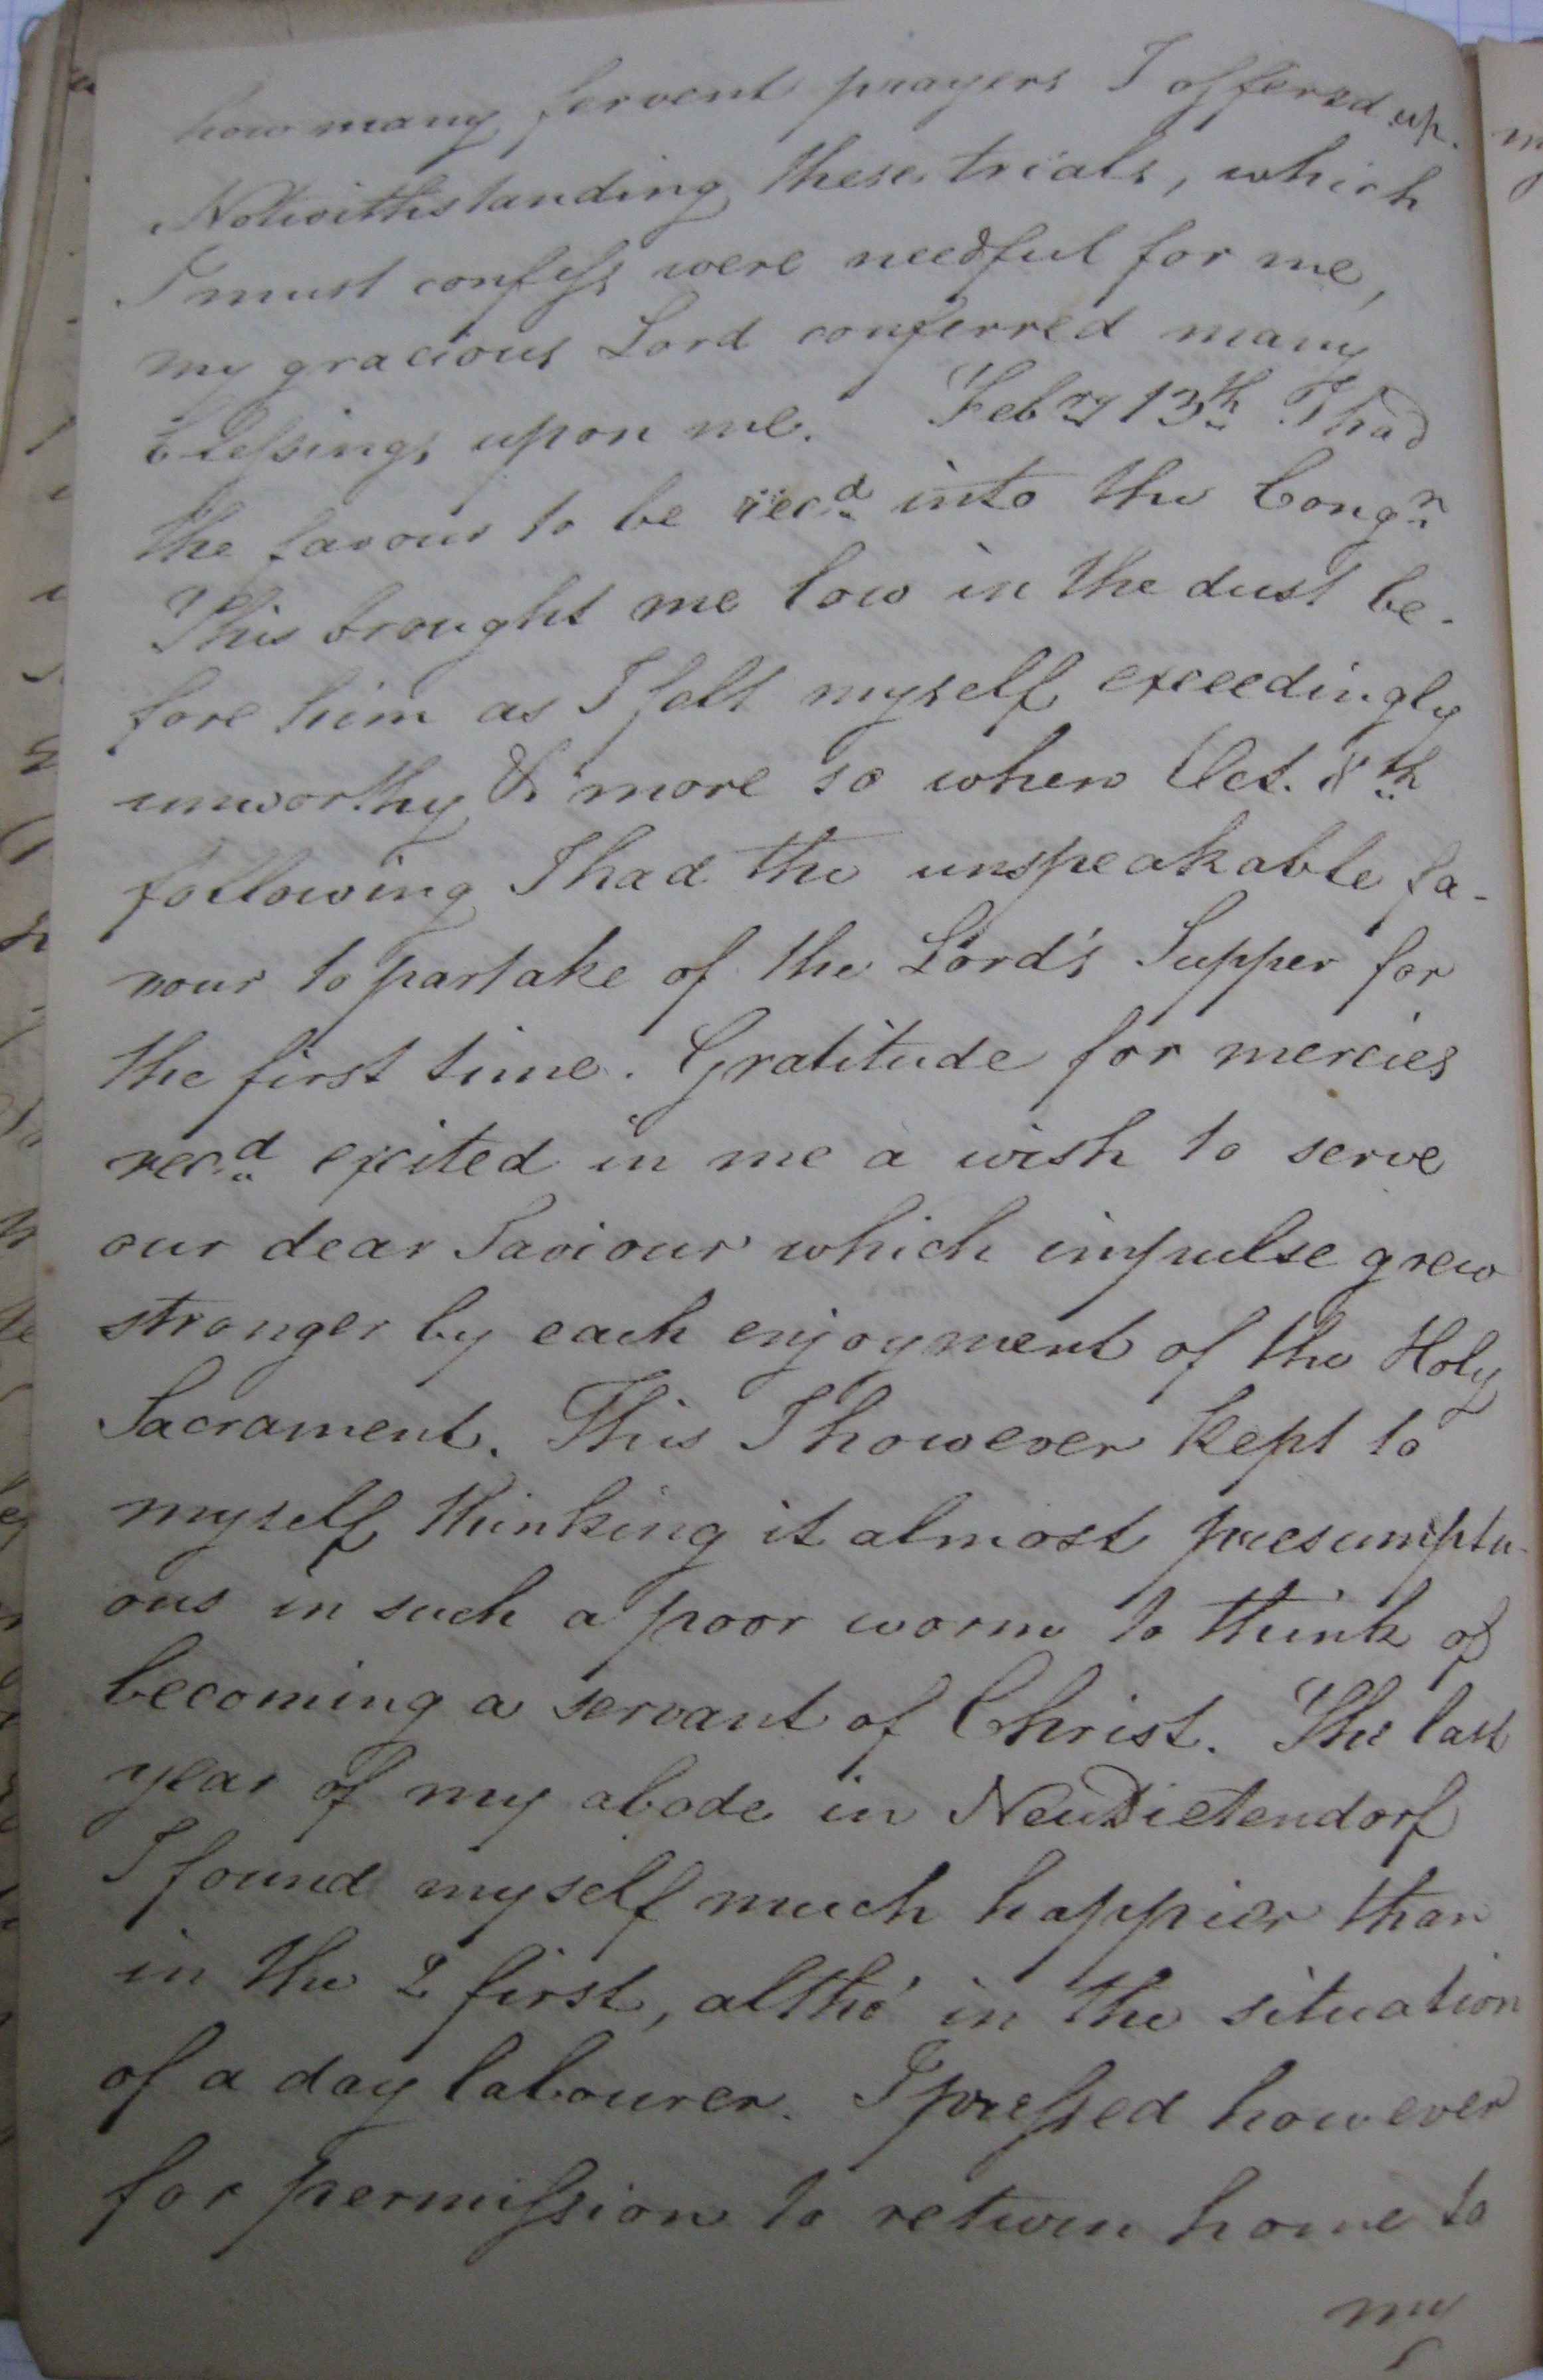 how many fervent prayers I offered up.
Notwithstanding these trials, which
I must confess were needful for me,
my gracious Lord conferred many
blessings upon me. Febry 13th I had
the favour to be recd into the Congn
This brought me low in the dust be-
fore him as I felt myself exceedingly
unworthy & more so when Oct. 8th
following I had the unspeakable fa-
vour to partake of the Lord's Supper for
the first time. Gratitude for mercies
recd excited in me a wish to serve
our dear Saviour which impulse grew
stronger by each enjoyment of the Holy
Sacrament. This I however kept to
myself thinking it almost presumptu-
ous in such a poor worm to think of
becoming a servant of Christ. The last
year of my abode in NeuDietendorf
I found myself much happier than
in the 2 first, altho' in the situation
of a day labourer. I pressed however
for permission to return home to
my